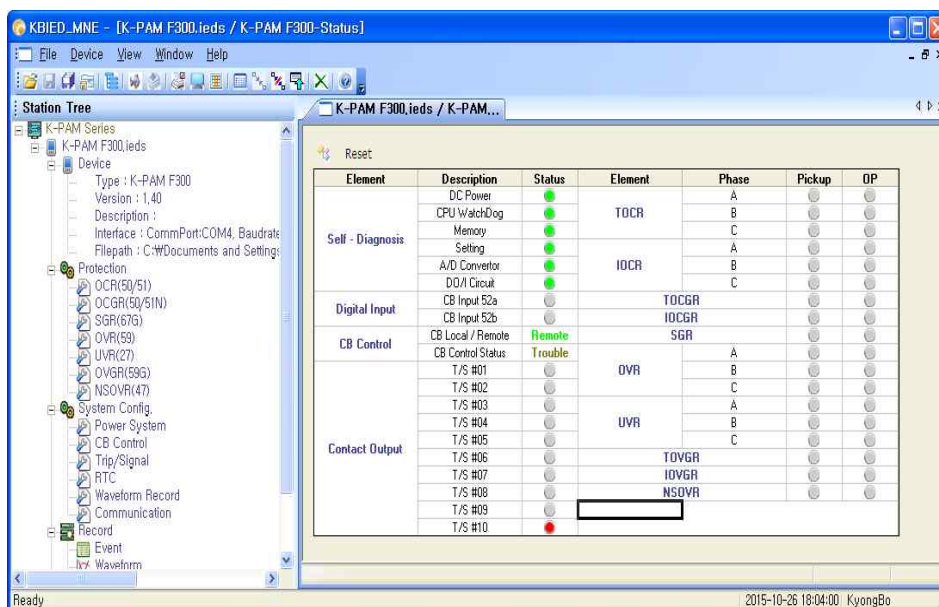 KBIED_MNE - [K-PAM F300.ieds / K-PAM F300-Status]
File Device View Window Help
Station Tree
K-PAM F300.ieds / K-PAM...
K-PAM Series
K-PAM F300.ieds
Device
Type : K-PAM F300
Version : 1.40
Description :
Interface : CommPort:COM4, Baudrate
Filepath : C:₩Documents and Settings
Protection
OCR(50/51)
OCGR(50/51N)
SGR(67G)
OVR(59)
UVR(27)
OVGR(59G)
NSOVR(47)
System Config.
Power System
CB Control
Trip/Signal
RTC
Waveform Record
Communication
Record
Event
Waveform
Reset
Element Description Status Element Phase Pickup OP
Self - Diagnosis
DC Power
CPU WatchDog
Memory
Setting
A/D Convertor
DO/I Circuit
Digital Input
CB Input 52a
CB Input 52b
CB Control
CB Local / Remote Remote
CB Control Status Trouble
Contact Output
T/S #01
T/S #02
T/S #03
T/S #04
T/S #05
T/S #06
T/S #07
T/S #08
T/S #09
T/S #10
TOCR
A
B
C
IOCR
A
B
C
TOCGR
IOCGR
SGR
OVR
A
B
C
UVR
A
B
C
TOVGR
IOVGR
NSOVR
Ready
2015-10-26 18:04:00 KyongBo